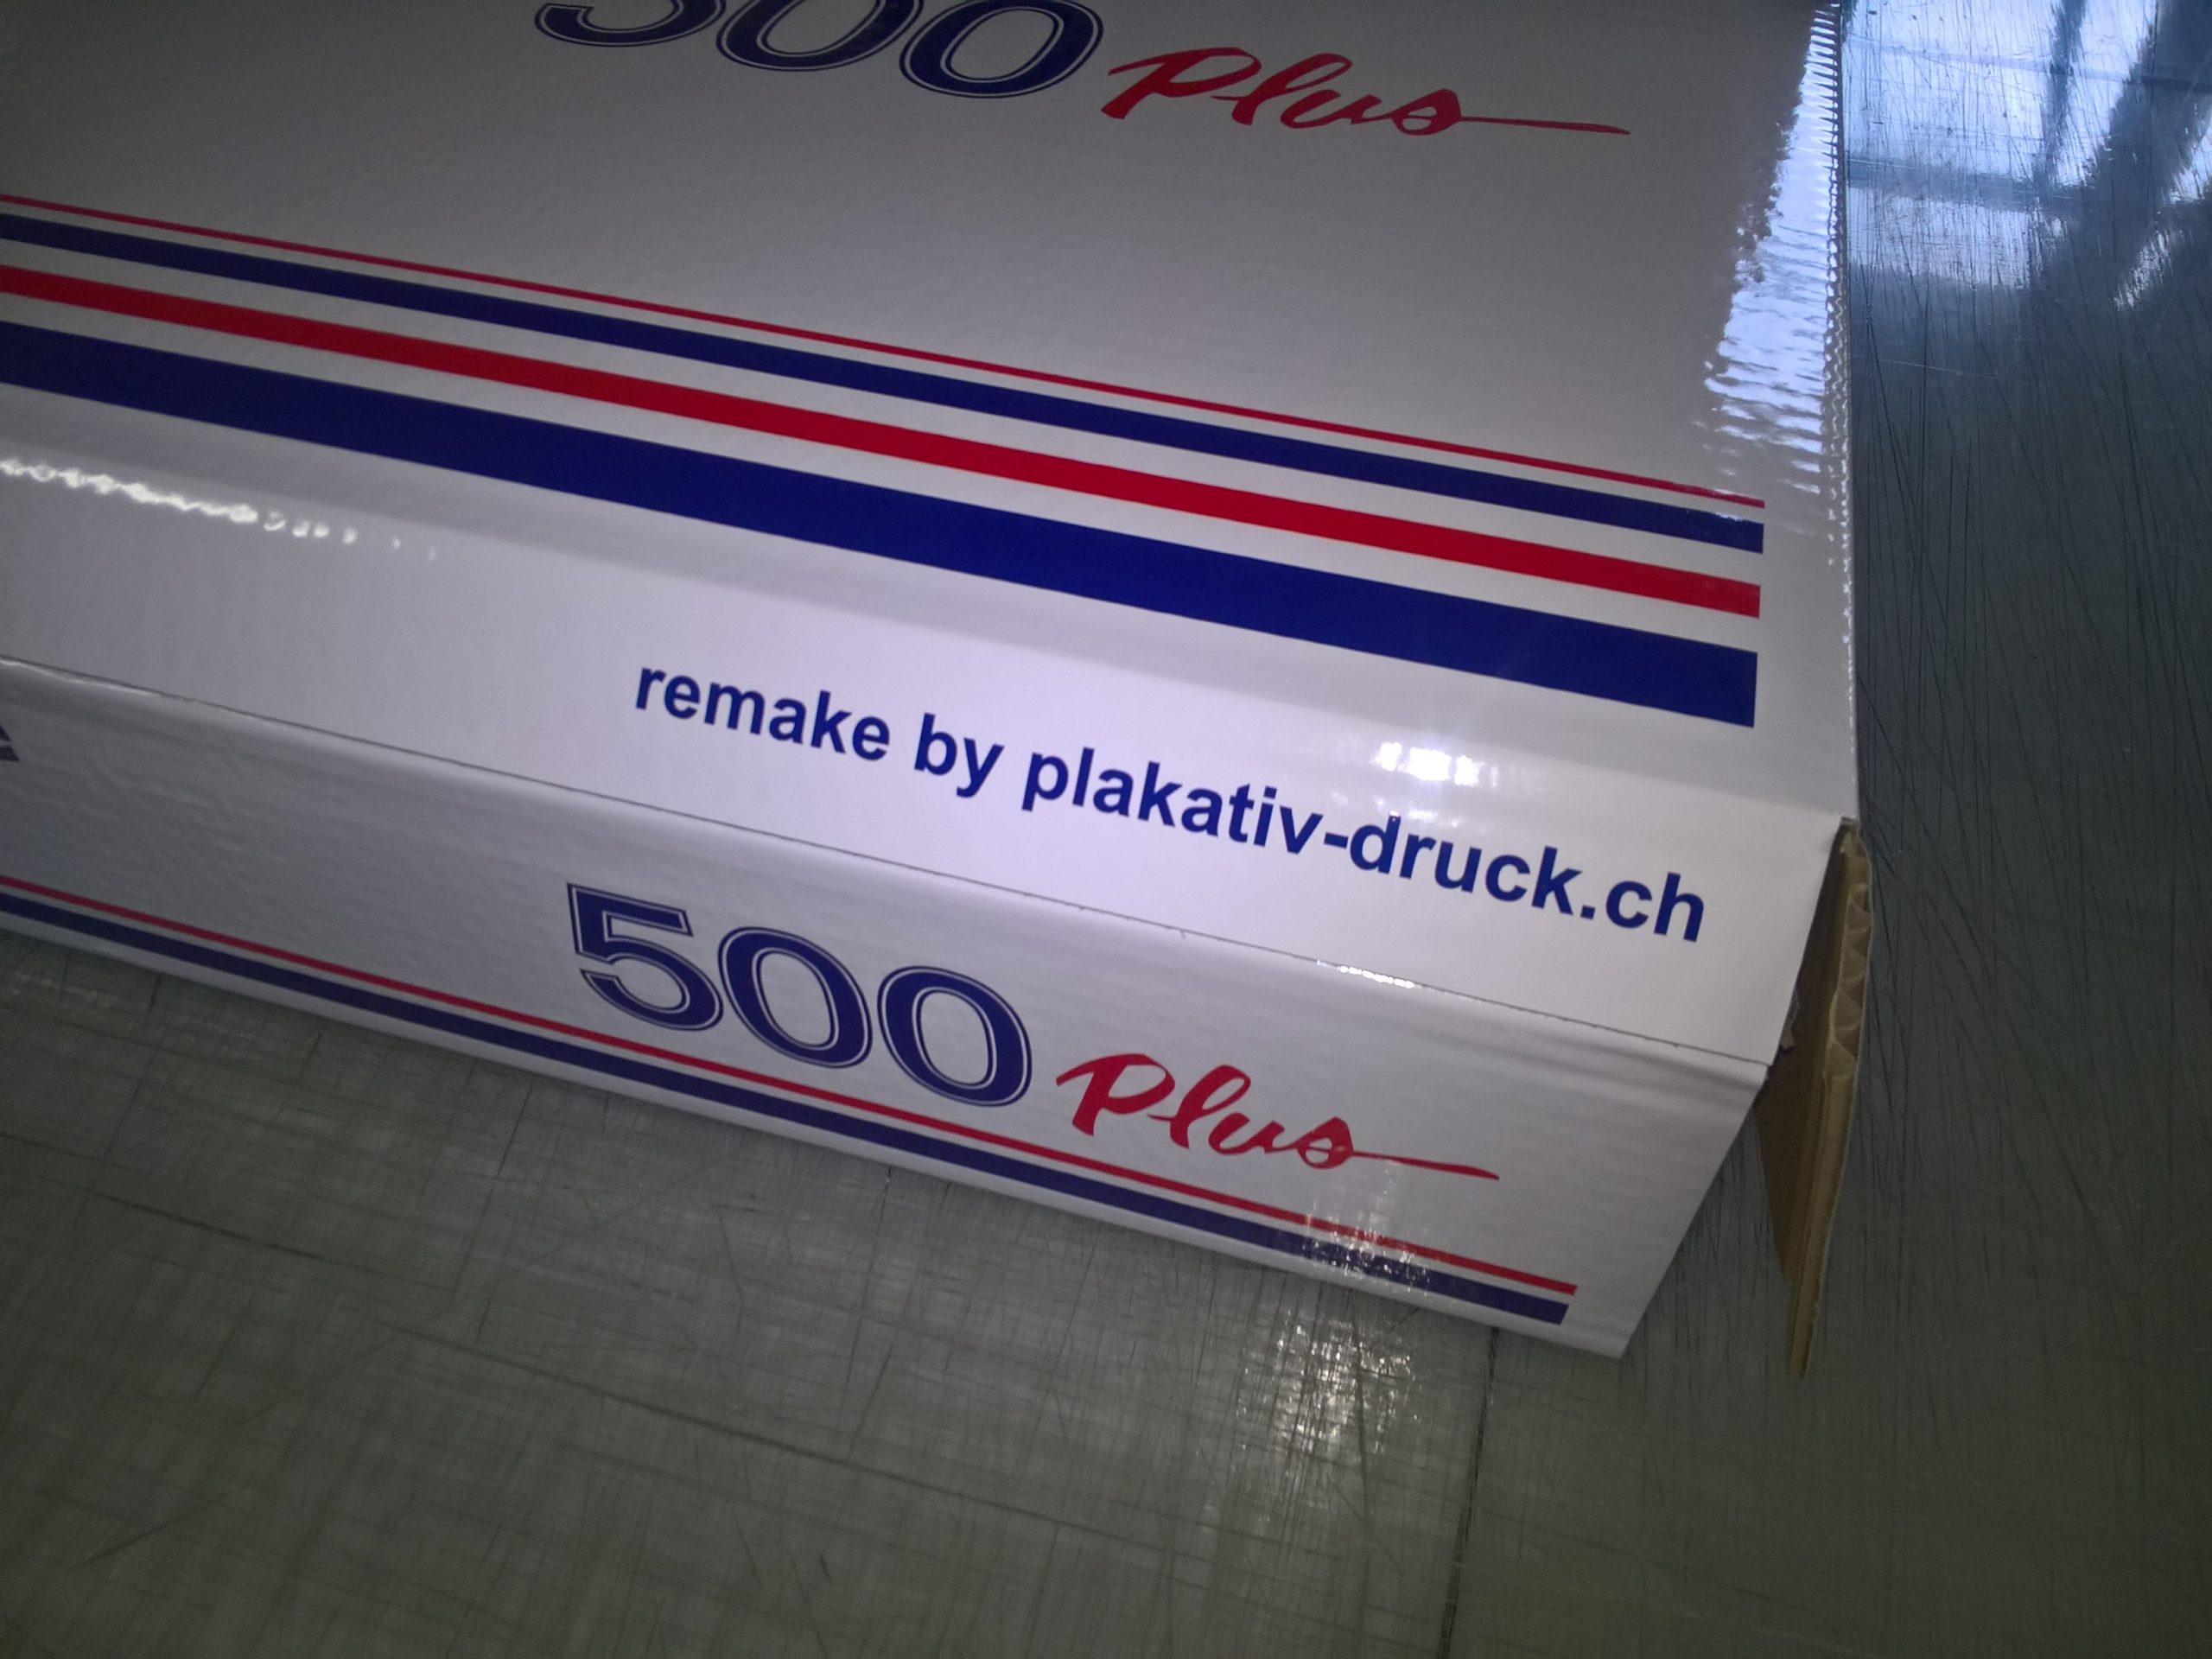 500 Plus
remake by plakativ-druck.ch
500 Plus